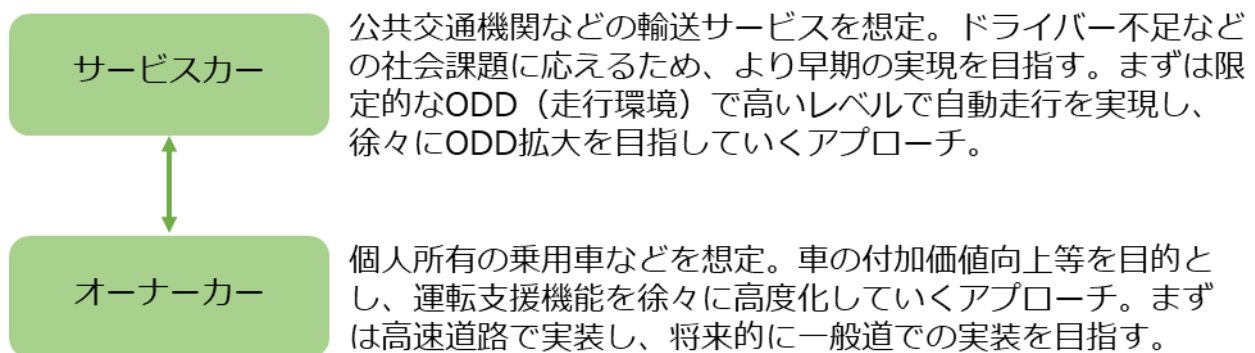 サービスカー
公共交通機関などの輸送サービスを想定。ドライバー不足など
の社会課題に応えるため、より早期の実現を目指す。まずは限
定的なODD（走行環境）で高いレベルで自動走行を実現し、
徐々にODD拡大を目指していくアプローチ。
オーナーカー
個人所有の乗用車などを想定。車の付加価値向上等を目的と
し、運転支援機能を徐々に高度化していくアプローチ。まず
は高速道路で実装し、将来的に一般道での実装を目指す。